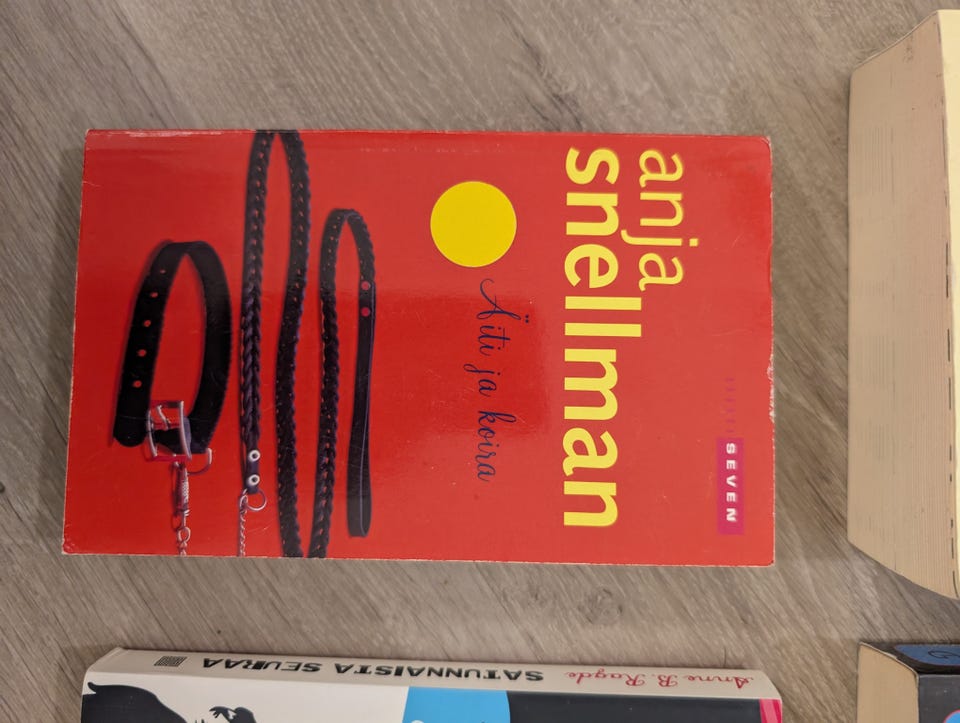 anja
snellman
Äiti ja koira
SEVEN
Anne B. Ragde
SATUNNAISTA SEURAA